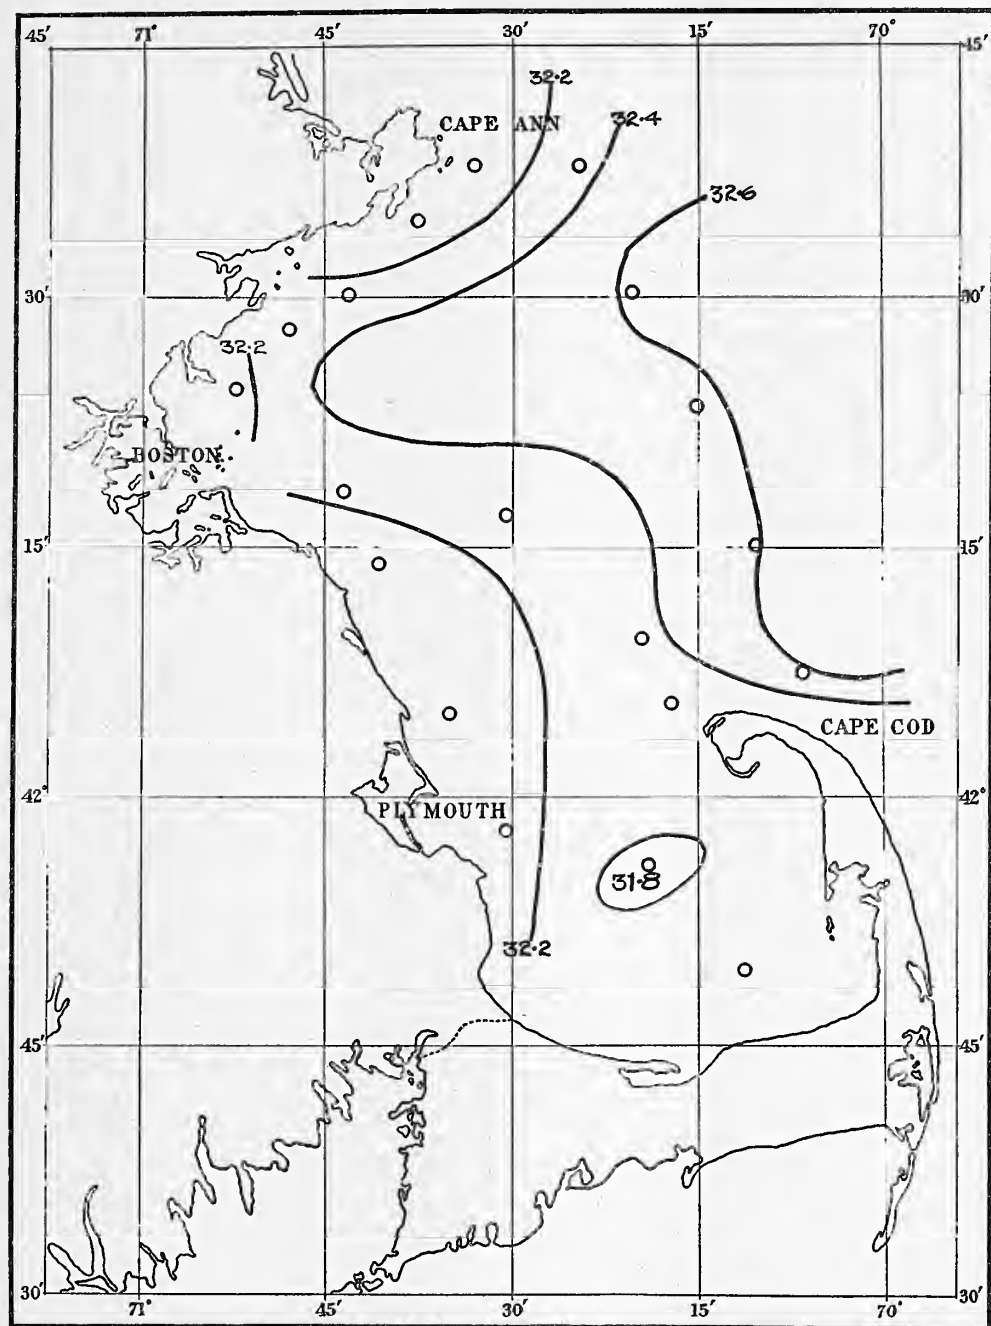 45′ 71° 45′ 30′ 15′ 70° 45′
32·2
CAPE ANN
32·4
32·6
30′ 30′
32·2
BOSTON
15′ 15′
CAPE COD
42° 42°
PLYMOUTH
31·8
32·2
45′ 45′
30′ 30′
71° 45′ 30′ 15′ 70°